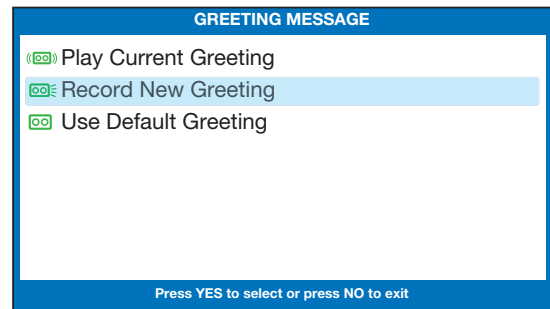 GREETING MESSAGE
Play Current Greeting
Record New Greeting
Use Default Greeting
Press YES to select or press NO to exit